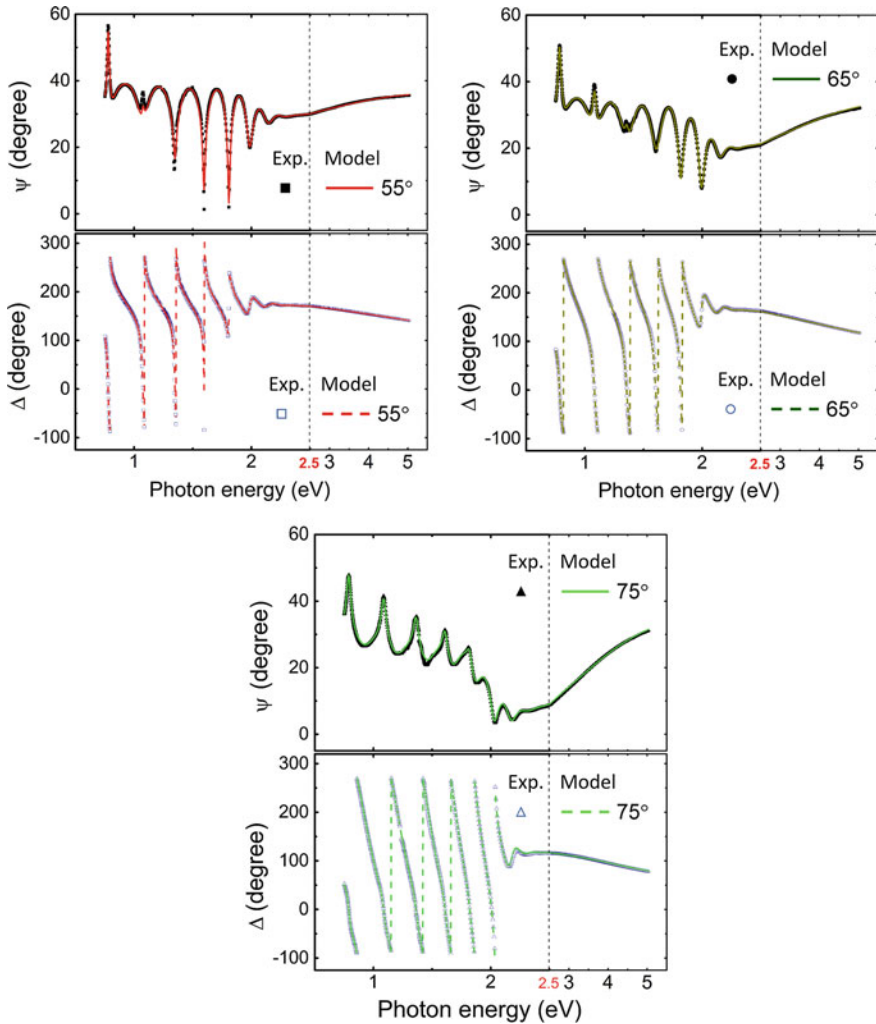 60
40
20
0
ψ (degree)
Exp. Model
55°
300
200
100
0
-100
Δ (degree)
Exp. Model
55°
1 2 2.5 3 4 5
Photon energy (eV)
60
40
20
0
ψ (degree)
Exp. Model
65°
300
200
100
0
-100
Δ (degree)
Exp. Model
65°
1 2 2.5 3 4 5
Photon energy (eV)
60
40
20
0
ψ (degree)
Exp. Model
75°
300
200
100
0
-100
Δ (degree)
Exp. Model
75°
1 2 2.5 3 4 5
Photon energy (eV)